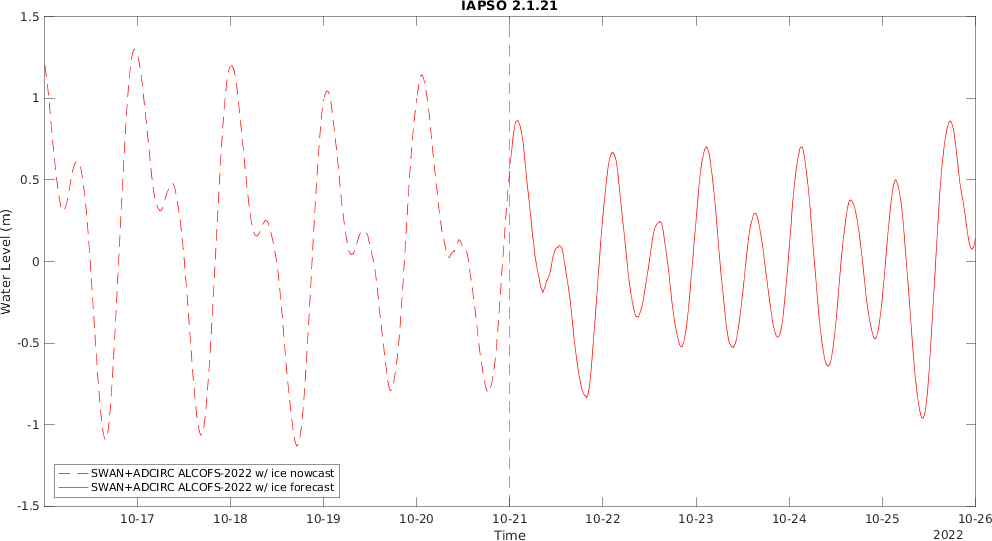 IAPSO 2.1.21
1.5
1
0.5
0
-0.5
-1
-1.5
Water Level (m)
SWAN+ADCIRC ALCOFS-2022 w/ ice nowcast
SWAN+ADCIRC ALCOFS-2022 w/ ice forecast
10-17 10-18 10-19 10-20 10-21 10-22 10-23 10-24 10-25 10-26
Time
2022